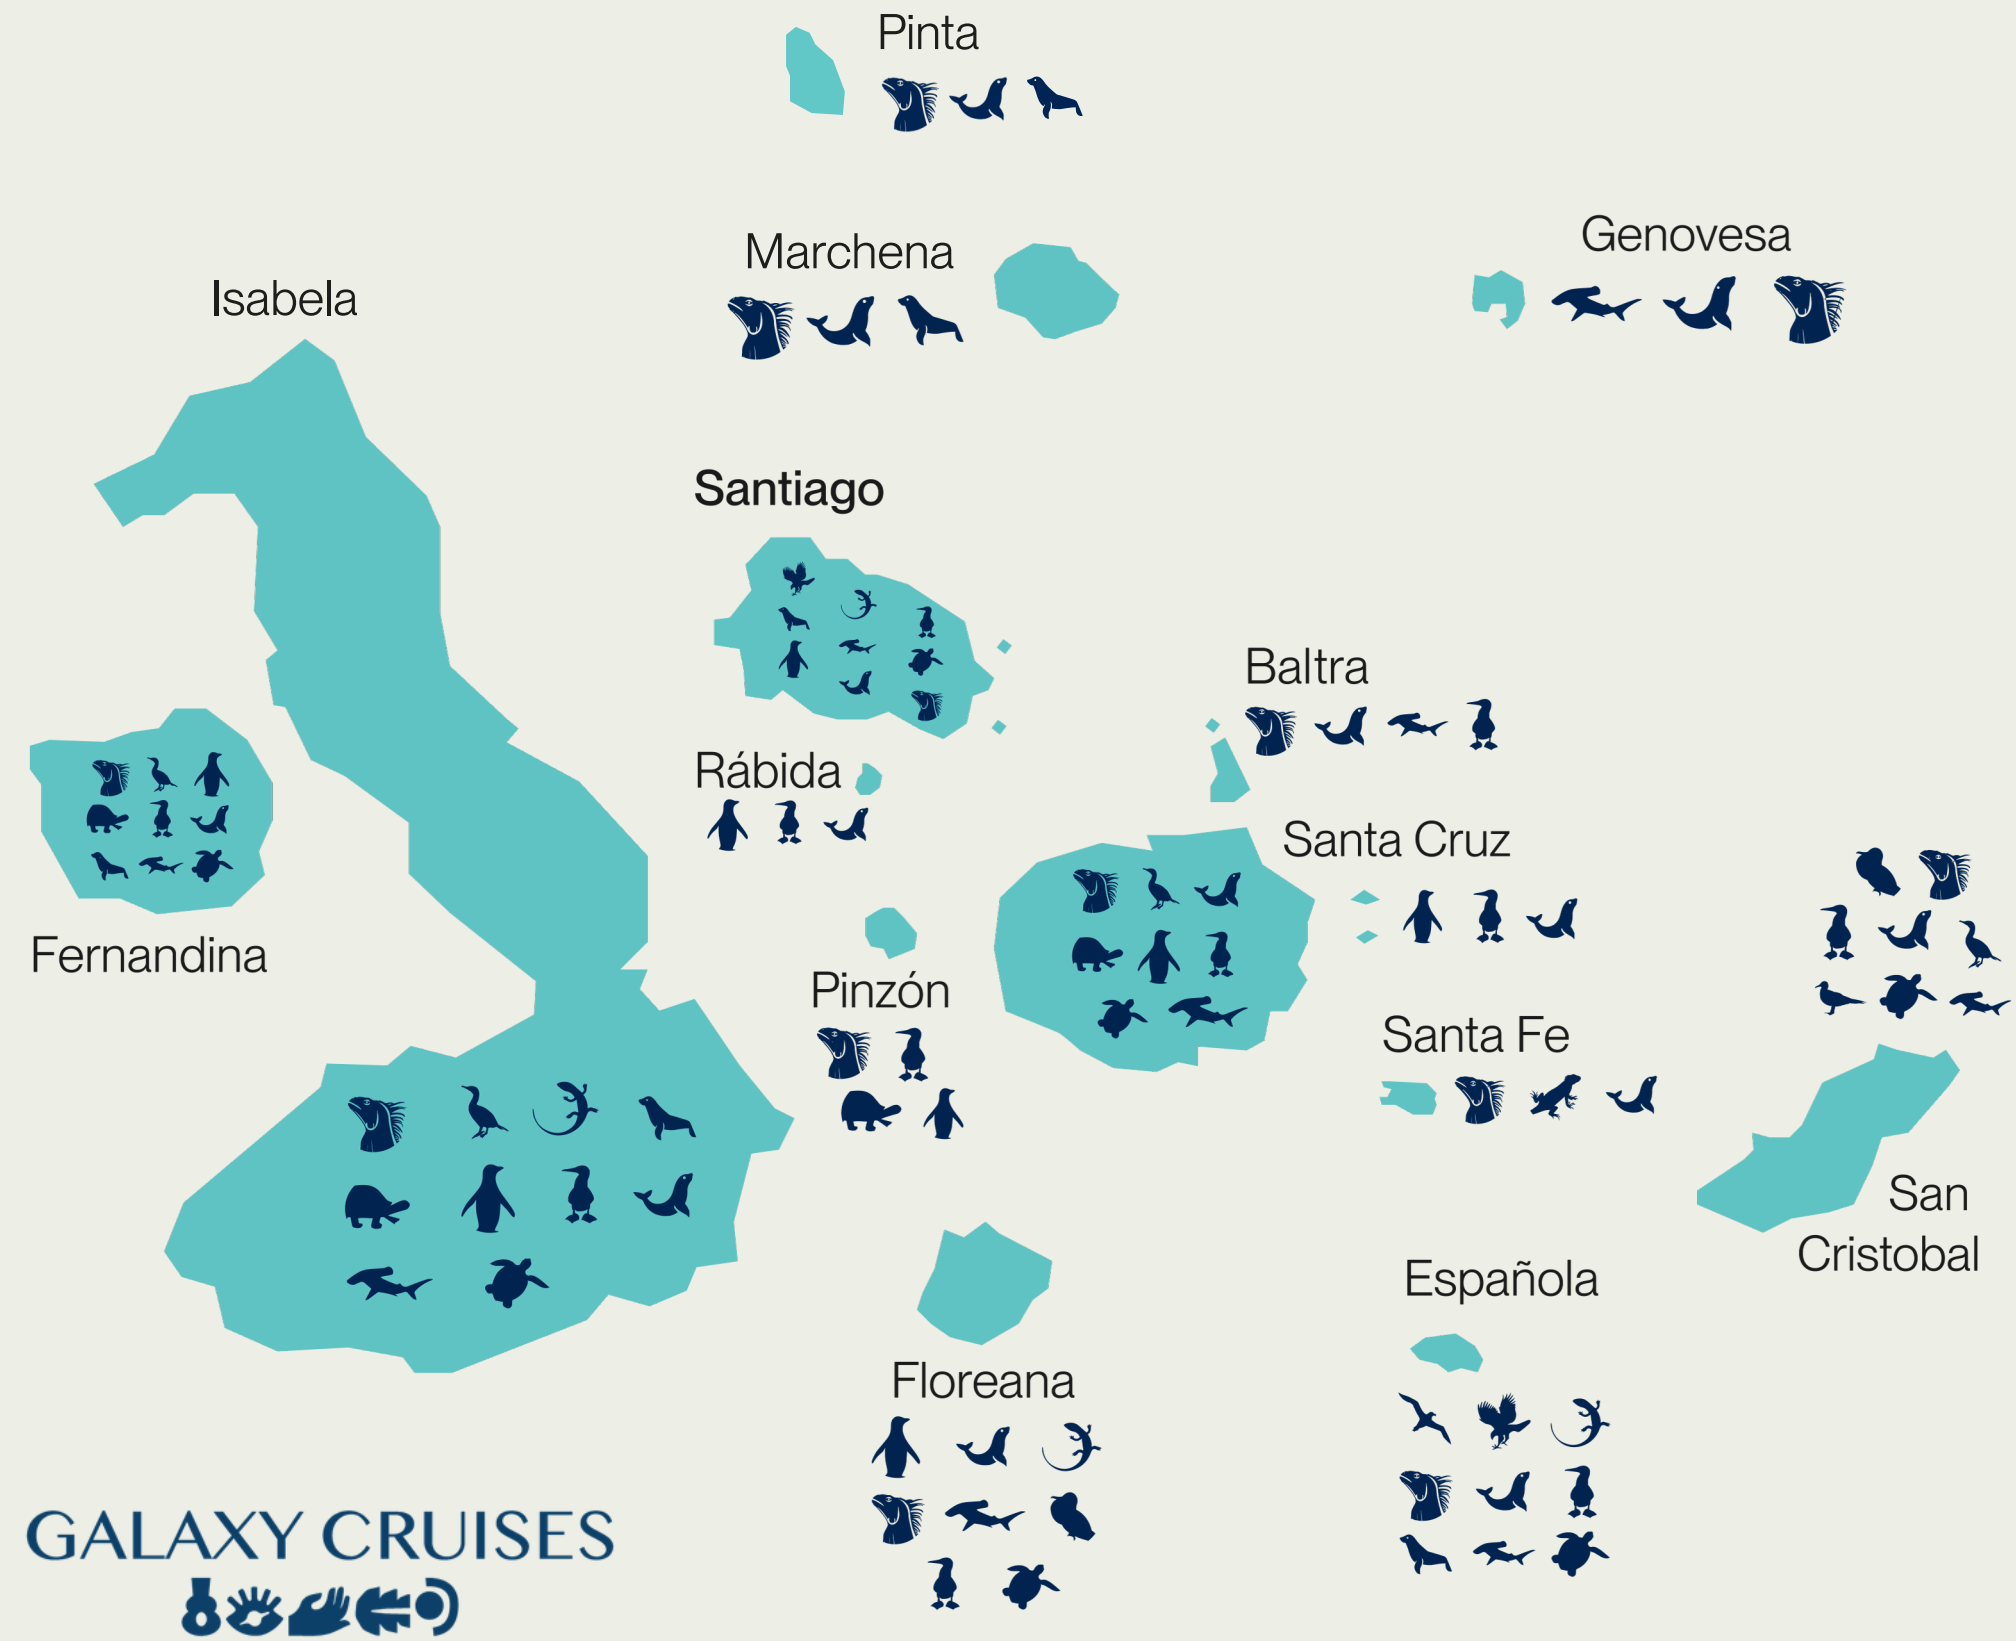 Pinta
Marchena
Genovesa
Isabela
Santiago
Baltra
Rábida
Santa Cruz
Fernandina
Pinzón
Santa Fe
San
Cristobal
Española
Floreana
GALAXY CRUISES